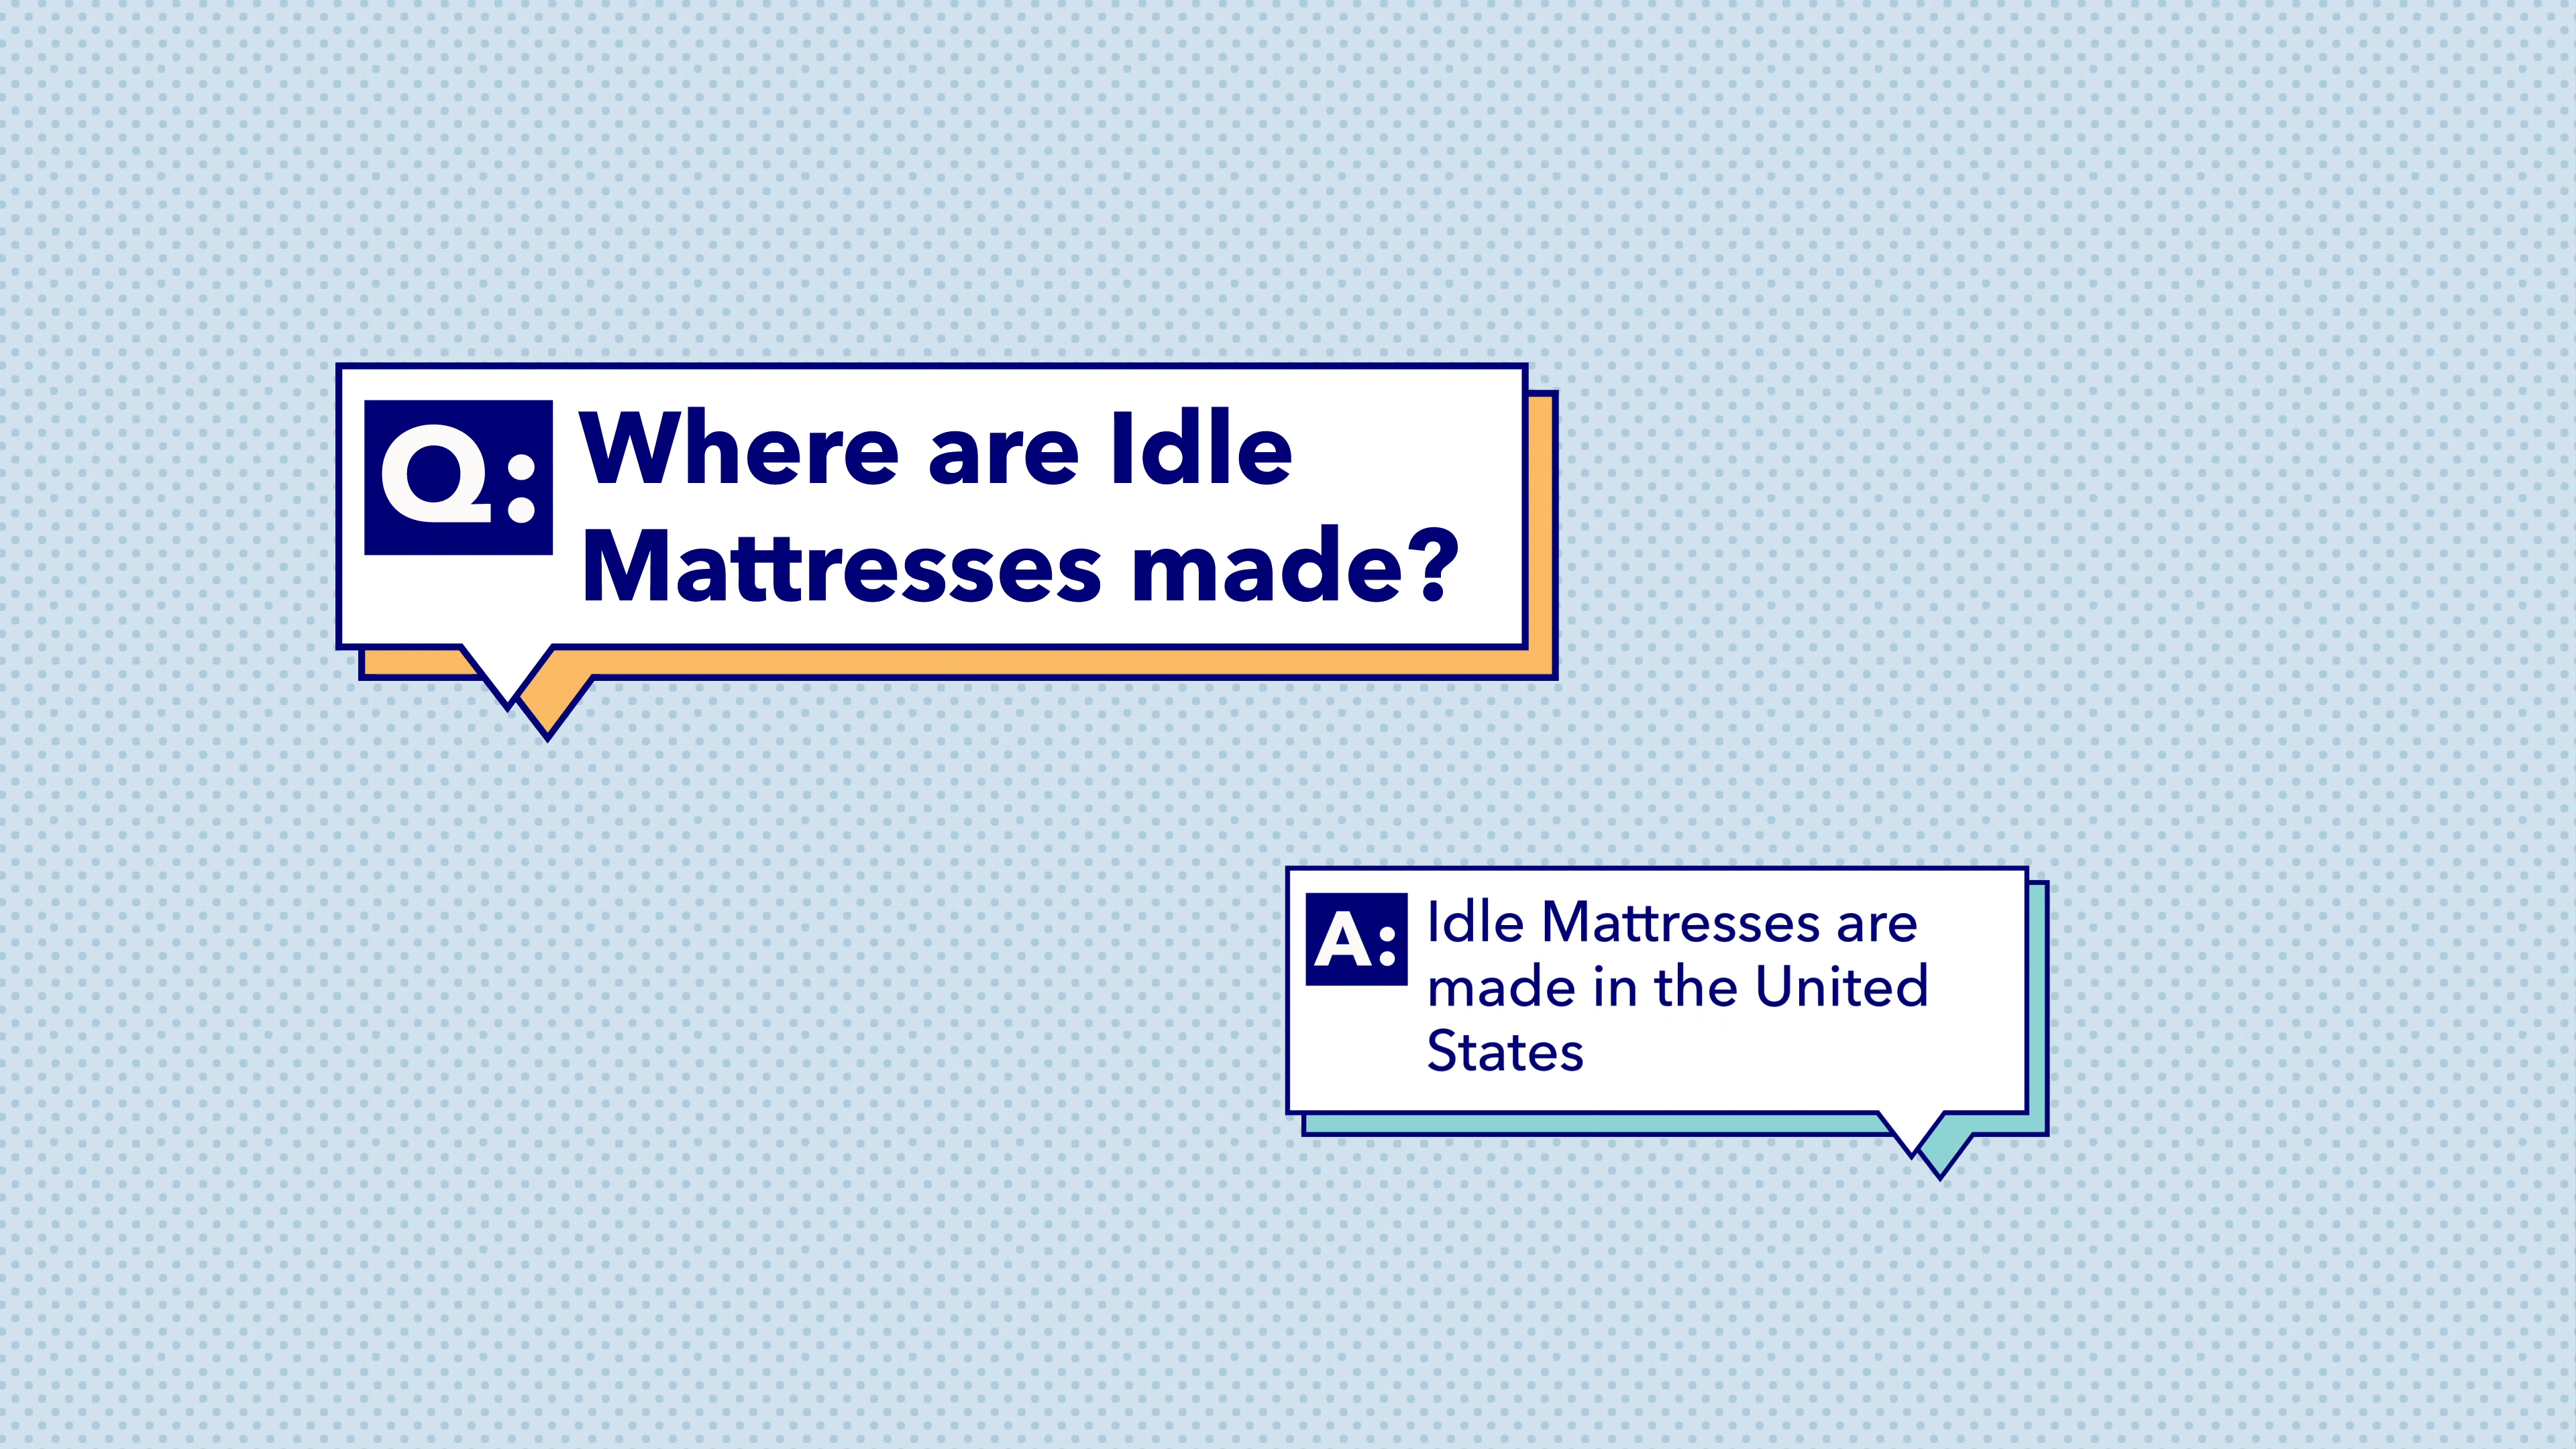 Q: Where are Idle
Mattresses made?
A: Idle Mattresses are
made in the United
States